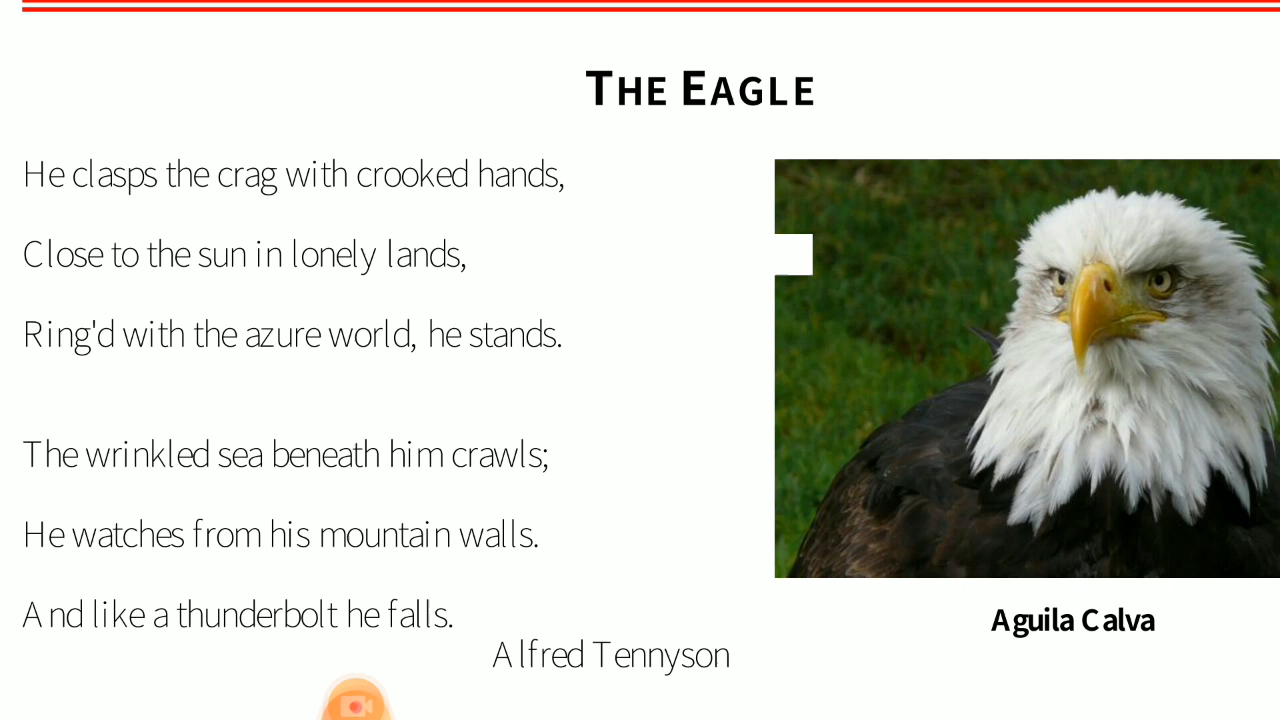 THE EAGLE
He clasps the crag with crooked hands,
Close to the sun in lonely lands,
Ring'd with the azure world, he stands.
The wrinkled sea beneath him crawls;
He watches from his mountain walls.
And like a thunderbolt he falls.
Alfred Tennyson
Aguila Calva